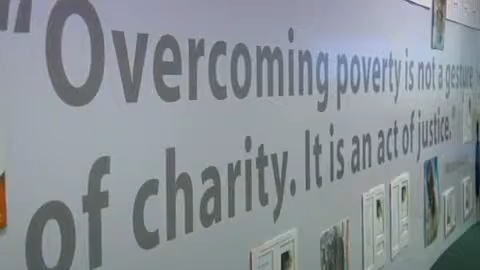 "Overcoming poverty is not a gesture
of charity. It is an act of justice."